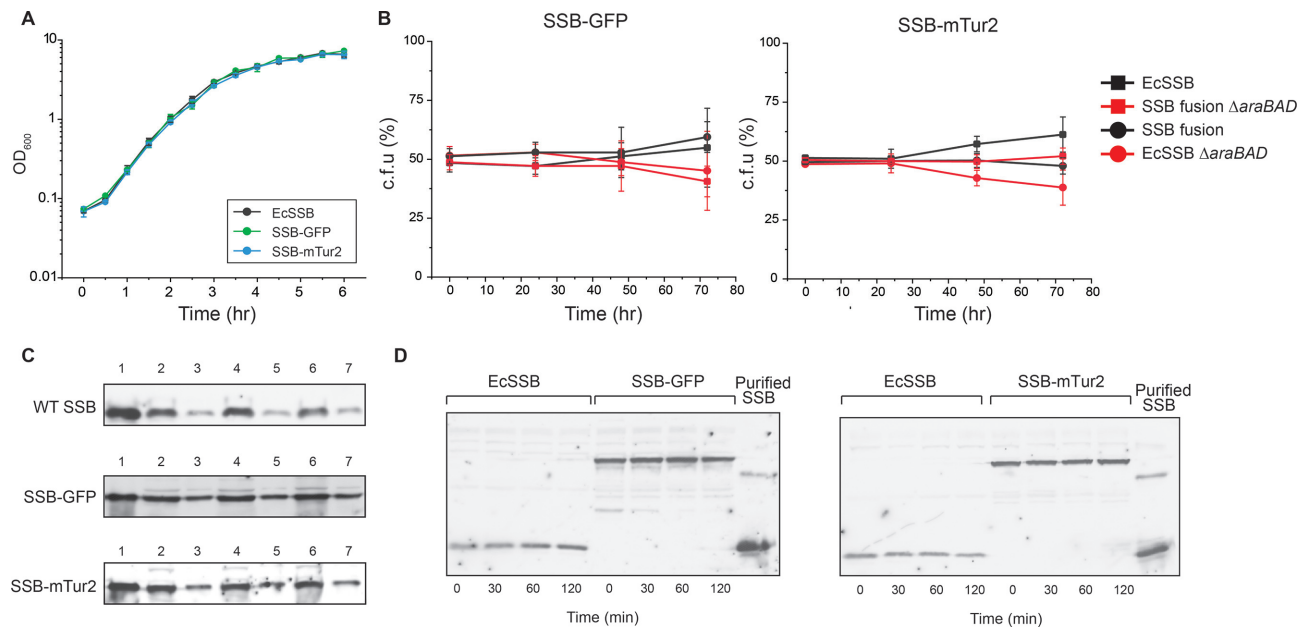 A
10
1
0.1
0.01
OD600
0 1 2 3 4 5 6
Time (hr)
EcSSB
SSB-GFP
SSB-mTur2
B
SSB-GFP
100
75
50
25
0
c.f.u (%)
0 10 20 30 40 50 60 70 80
Time (hr)
SSB-mTur2
100
75
50
25
0
c.f.u (%)
0 10 20 30 40 50 60 70 80
Time (hr)
EcSSB
SSB fusion ΔaraBAD
SSB fusion
EcSSB ΔaraBAD
C
1 2 3 4 5 6 7
WT SSB
1 2 3 4 5 6 7
SSB-GFP
1 2 3 4 5 6 7
SSB-mTur2
D
EcSSB SSB-GFP Purified
SSB
0 30 60 120 0 30 60 120
Time (min)
EcSSB SSB-mTur2 Purified
SSB
0 30 60 120 0 30 60 120
Time (min)